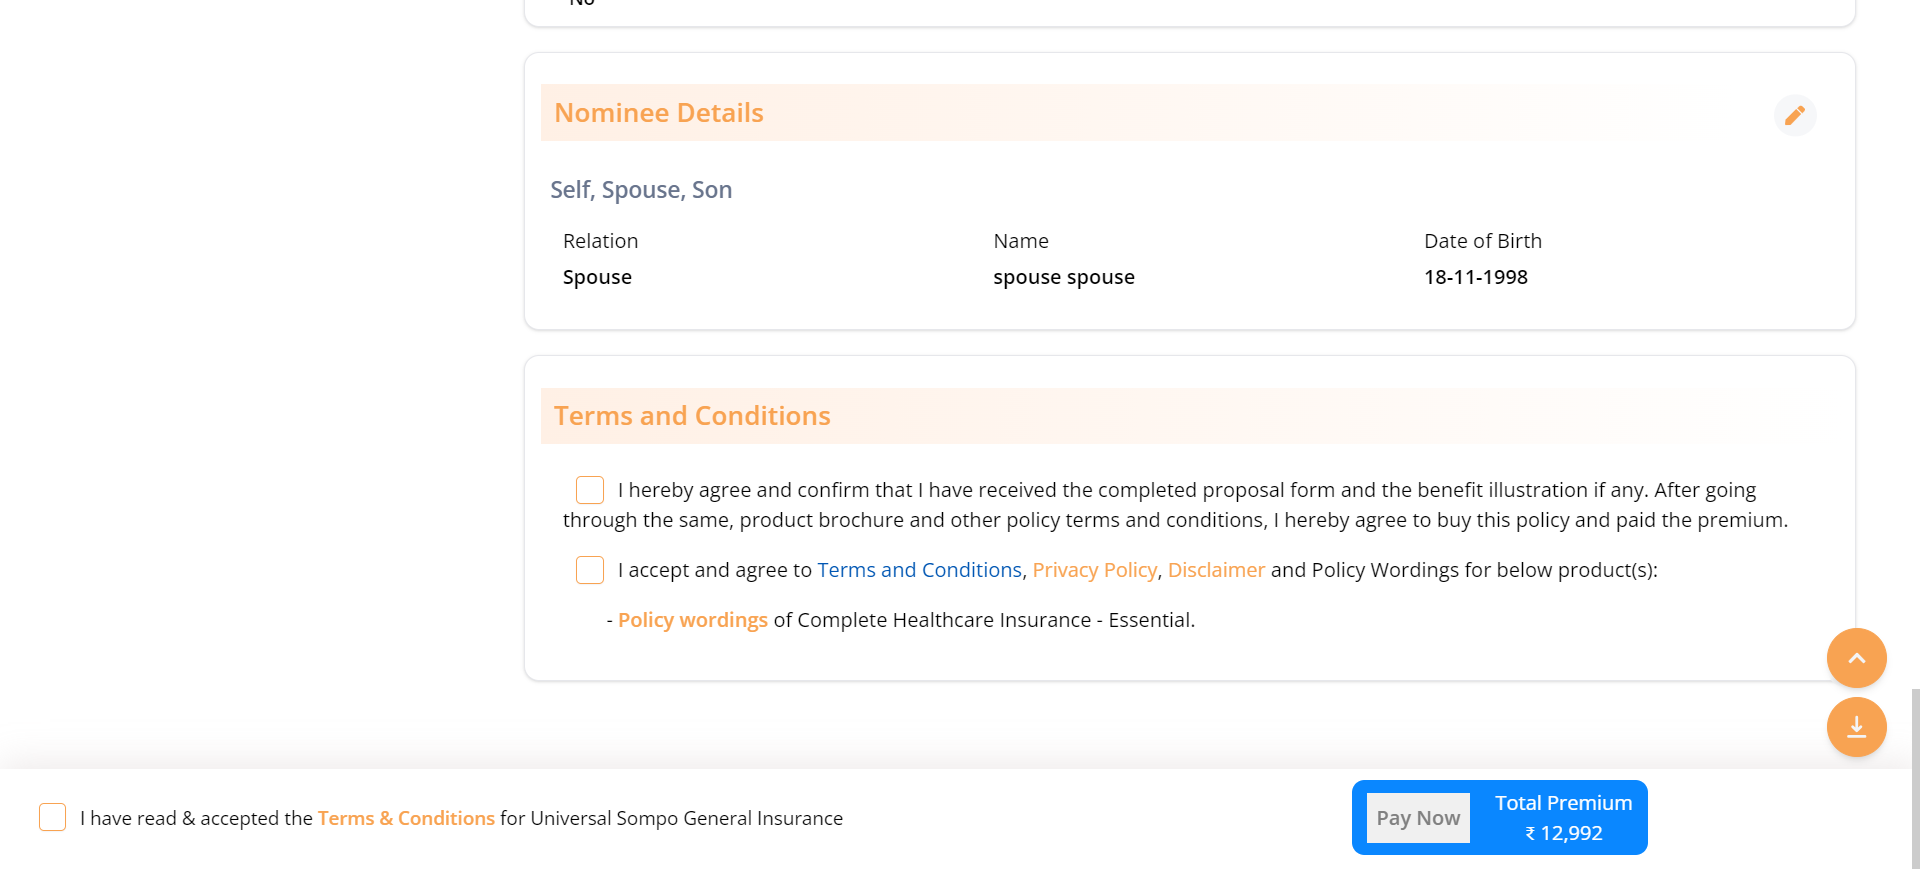 No
Nominee Details
Self, Spouse, Son
Relation Name Date of Birth
Spouse spouse spouse 18-11-1998
Terms and Conditions
I hereby agree and confirm that I have received the completed proposal form and the benefit illustration if any. After going
through the same, product brochure and other policy terms and conditions, I hereby agree to buy this policy and paid the premium.
I accept and agree to Terms and Conditions, Privacy Policy, Disclaimer and Policy Wordings for below product(s):
- Policy wordings of Complete Healthcare Insurance - Essential.
I have read & accepted the Terms & Conditions for Universal Sompo General Insurance
Pay Now
Total Premium
₹ 12,992